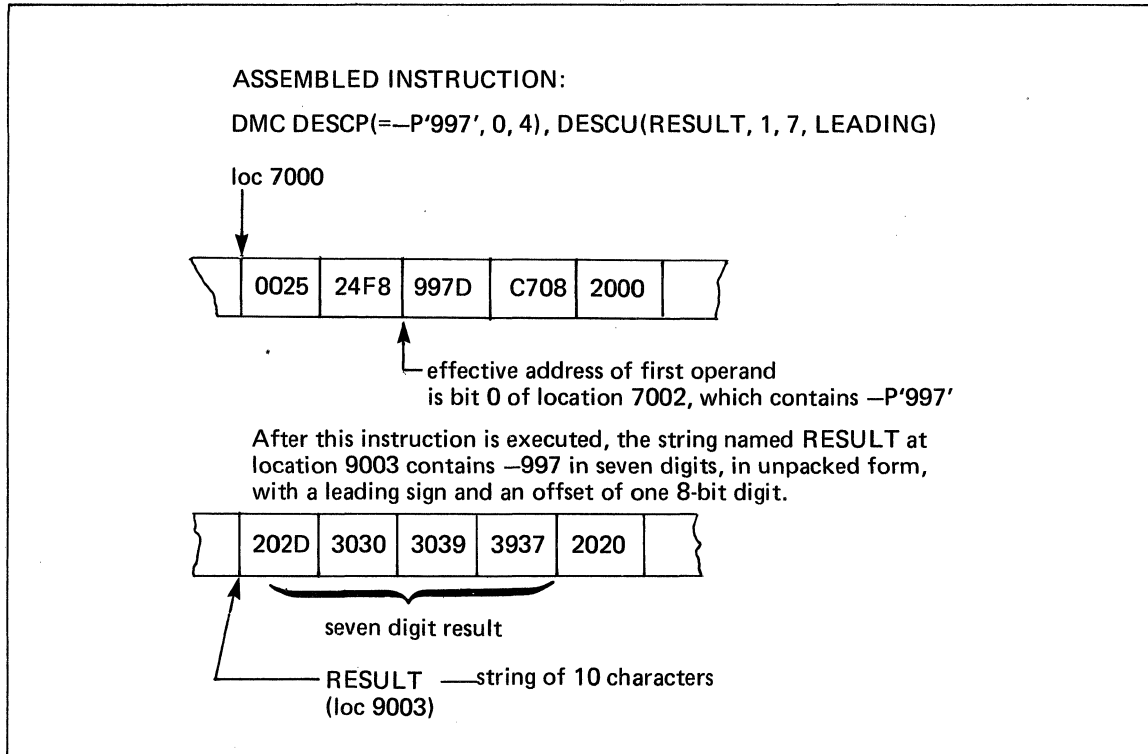 ASSEMBLED INSTRUCTION:
DMC DESCP(=—P‘997’, 0, 4), DESCU(RESULT, 1, 7, LEADING)
loc 7000
0025 24F8 997D C708 2000
effective address of first operand
is bit 0 of location 7002, which contains —P‘997’
After this instruction is executed, the string named RESULT at
location 9003 contains —997 in seven digits, in unpacked form,
with a leading sign and an offset of one 8-bit digit.
202D 3030 3039 3937 2020
seven digit result
RESULT —string of 10 characters
(loc 9003)